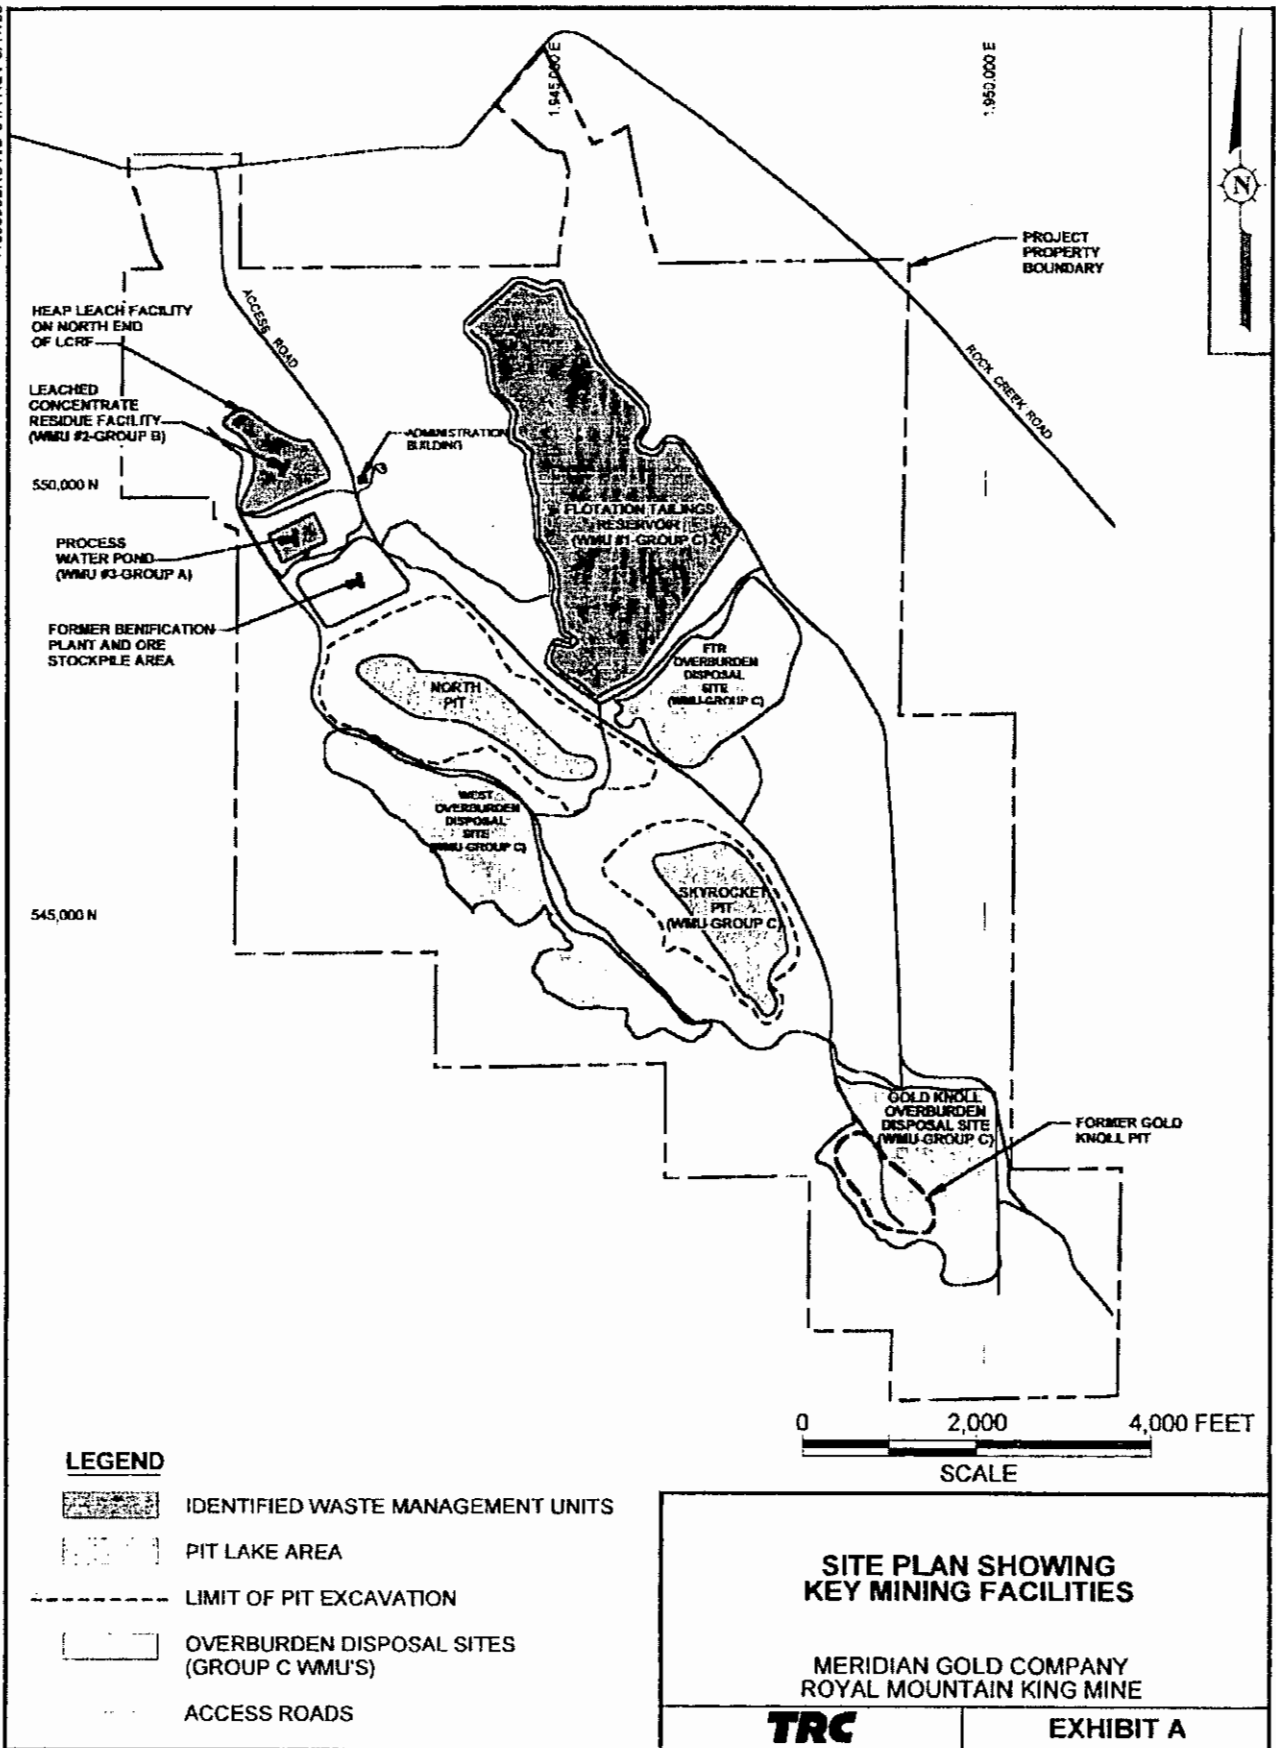 1,945,000 E
1,950,000 E
N
PROJECT
PROPERTY
BOUNDARY
HEAP LEACH FACILITY
ON NORTH END
OF LCRF
ACCESS ROAD
ROCK CREEK ROAD
LEACHED
CONCENTRATE
RESIDUE FACILITY
(WMU #2-GROUP B)
ADMINISTRATION
BUILDING
550,000 N
FLOTATION TAILINGS
RESERVOIR
(WMU #1-GROUP C)
PROCESS
WATER POND
(WMU #3-GROUP A)
FORMER BENIFICATION
PLANT AND ORE
STOCKPILE AREA
FTR
OVERBURDEN
DISPOSAL
SITE
(WMU-GROUP C)
NORTH
PIT
WEST
OVERBURDEN
DISPOSAL
SITE
(WMU-GROUP C)
SKYROCKET
PIT
(WMU-GROUP C)
545,000 N
GOLD KNOLL
OVERBURDEN
DISPOSAL SITE
(WMU-GROUP C)
FORMER GOLD
KNOLL PIT
0 2,000 4,000 FEET
SCALE
LEGEND
IDENTIFIED WASTE MANAGEMENT UNITS
PIT LAKE AREA
LIMIT OF PIT EXCAVATION
OVERBURDEN DISPOSAL SITES
(GROUP C WMU'S)
ACCESS ROADS
SITE PLAN SHOWING
KEY MINING FACILITIES
MERIDIAN GOLD COMPANY
ROYAL MOUNTAIN KING MINE
TRC
EXHIBIT A